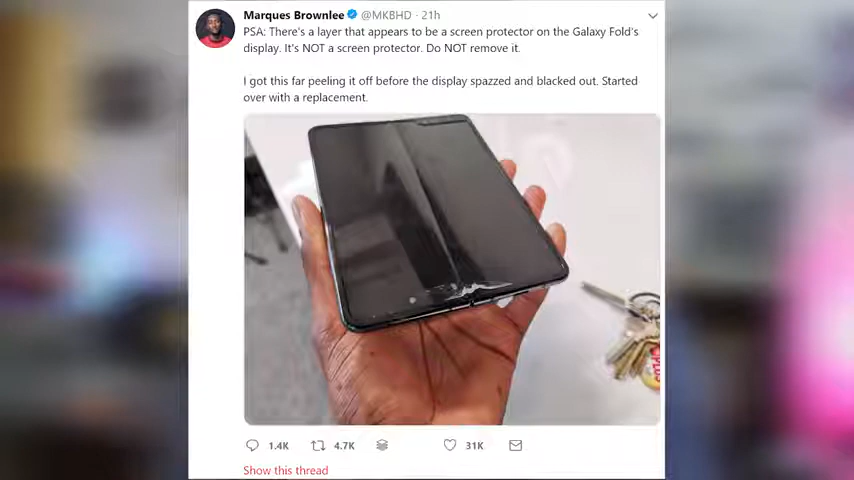 Marques Brownlee @MKBHD · 21h
PSA: There's a layer that appears to be a screen protector on the Galaxy Fold's
display. It's NOT a screen protector. Do NOT remove it.
I got this far peeling it off before the display spazzed and blacked out. Started
over with a replacement.
PLUS
1.4K 4.7K 31K
Show this thread